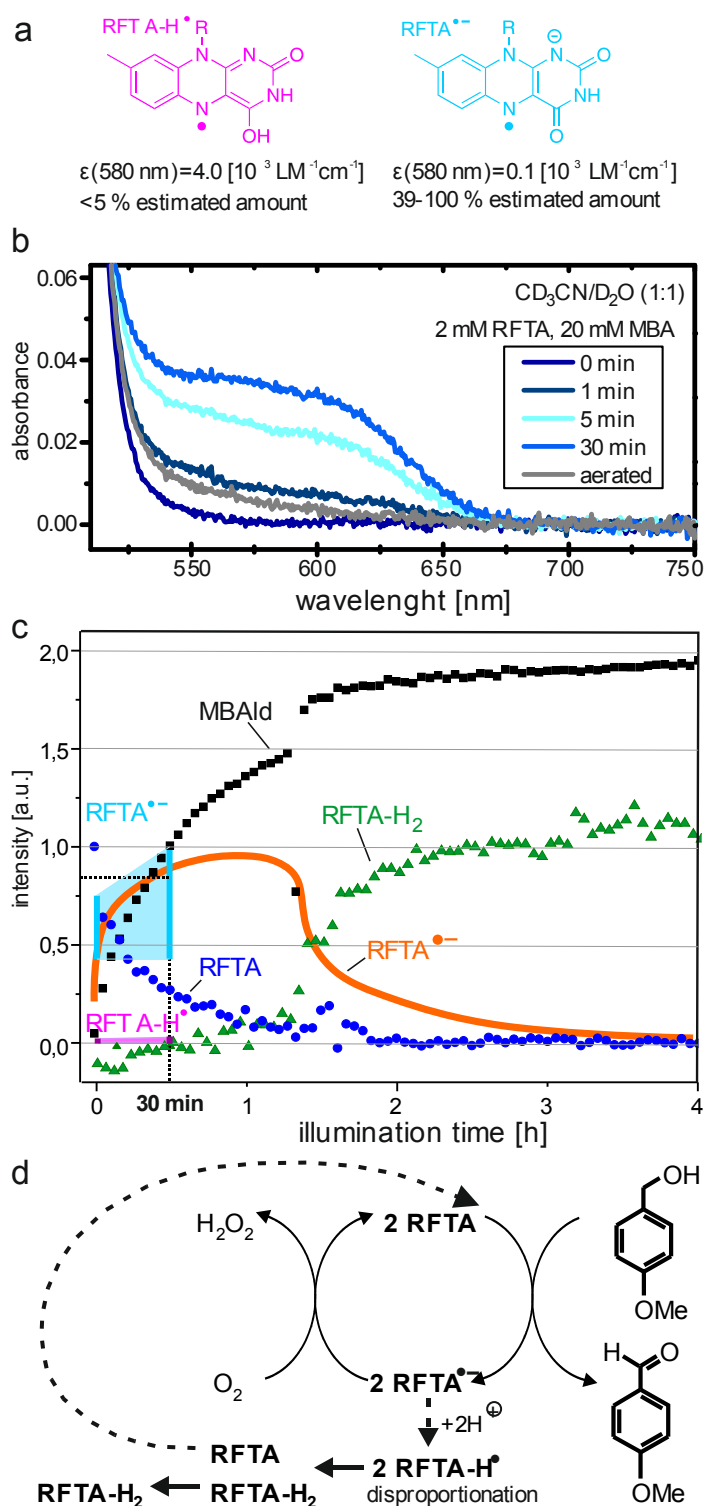 a
RFT A-H•
R
N
N
O
NH
N
•
OH
ε(580 nm)=4.0 [10³ LM⁻¹cm⁻¹]
<5 % estimated amount
RFTA•−
R
N
N
⊖
O
NH
N
•
O
ε(580 nm)=0.1 [10³ LM⁻¹cm⁻¹]
39-100 % estimated amount
b
absorbance
0.06
0.04
0.02
0.00
CD₃CN/D₂O (1:1)
2 mM RFTA, 20 mM MBA
0 min
1 min
5 min
30 min
aerated
550 600 650 700 750
wavelenght [nm]
c
intensity [a.u.]
2,0
1,5
1,0
0,5
0,0
MBAld
RFTA•−
RFTA-H₂
RFTA
RFTA•−
RFT A-H•
0 30 min 1 2 3 4
illumination time [h]
d
H₂O₂
2 RFTA
OH
OMe
O₂
2 RFTA•−
H
O
OMe
+2H⊕
RFTA
2 RFTA-H•
RFTA-H₂
RFTA-H₂
disproportionation